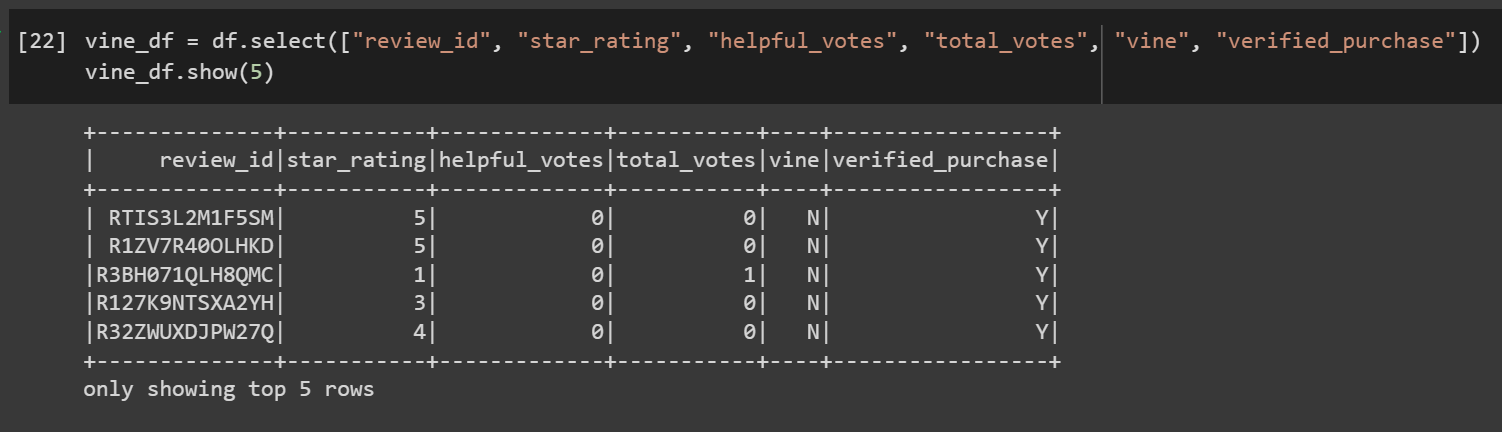 [22] vine_df = df.select(["review_id", "star_rating", "helpful_votes", "total_votes", "vine", "verified_purchase"])
vine_df.show(5)
+--------------+-----------+-------------+-----------+----+-----------------+
|     review_id|star_rating|helpful_votes|total_votes|vine|verified_purchase|
+--------------+-----------+-------------+-----------+----+-----------------+
| RTIS3L2M1F5SM|          5|            0|          0|   N|                Y|
| R1ZV7R40OLHKD|          5|            0|          0|   N|                Y|
|R3BH071QLH8QMC|          1|            0|          1|   N|                Y|
|R127K9NTSXA2YH|          3|            0|          0|   N|                Y|
|R32ZWUXDJPW27Q|          4|            0|          0|   N|                Y|
+--------------+-----------+-------------+-----------+----+-----------------+
only showing top 5 rows